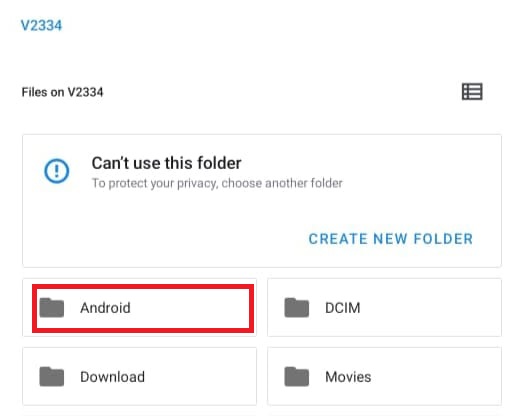 V2334
Files on V2334
Can't use this folder
To protect your privacy, choose another folder
CREATE NEW FOLDER
Android
DCIM
Download
Movies